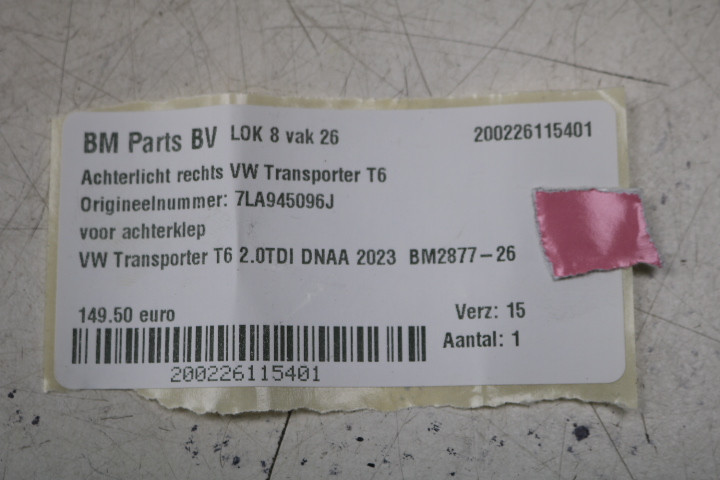 BM Parts BV LOK 8 vak 26 200226115401
Achterlicht rechts VW Transporter T6
Origineelnummer: 7LA945096J
voor achterklep
VW Transporter T6 2.0TDI DNAA 2023 BM2877-26
149.50 euro Verz: 15
Aantal: 1
200226115401